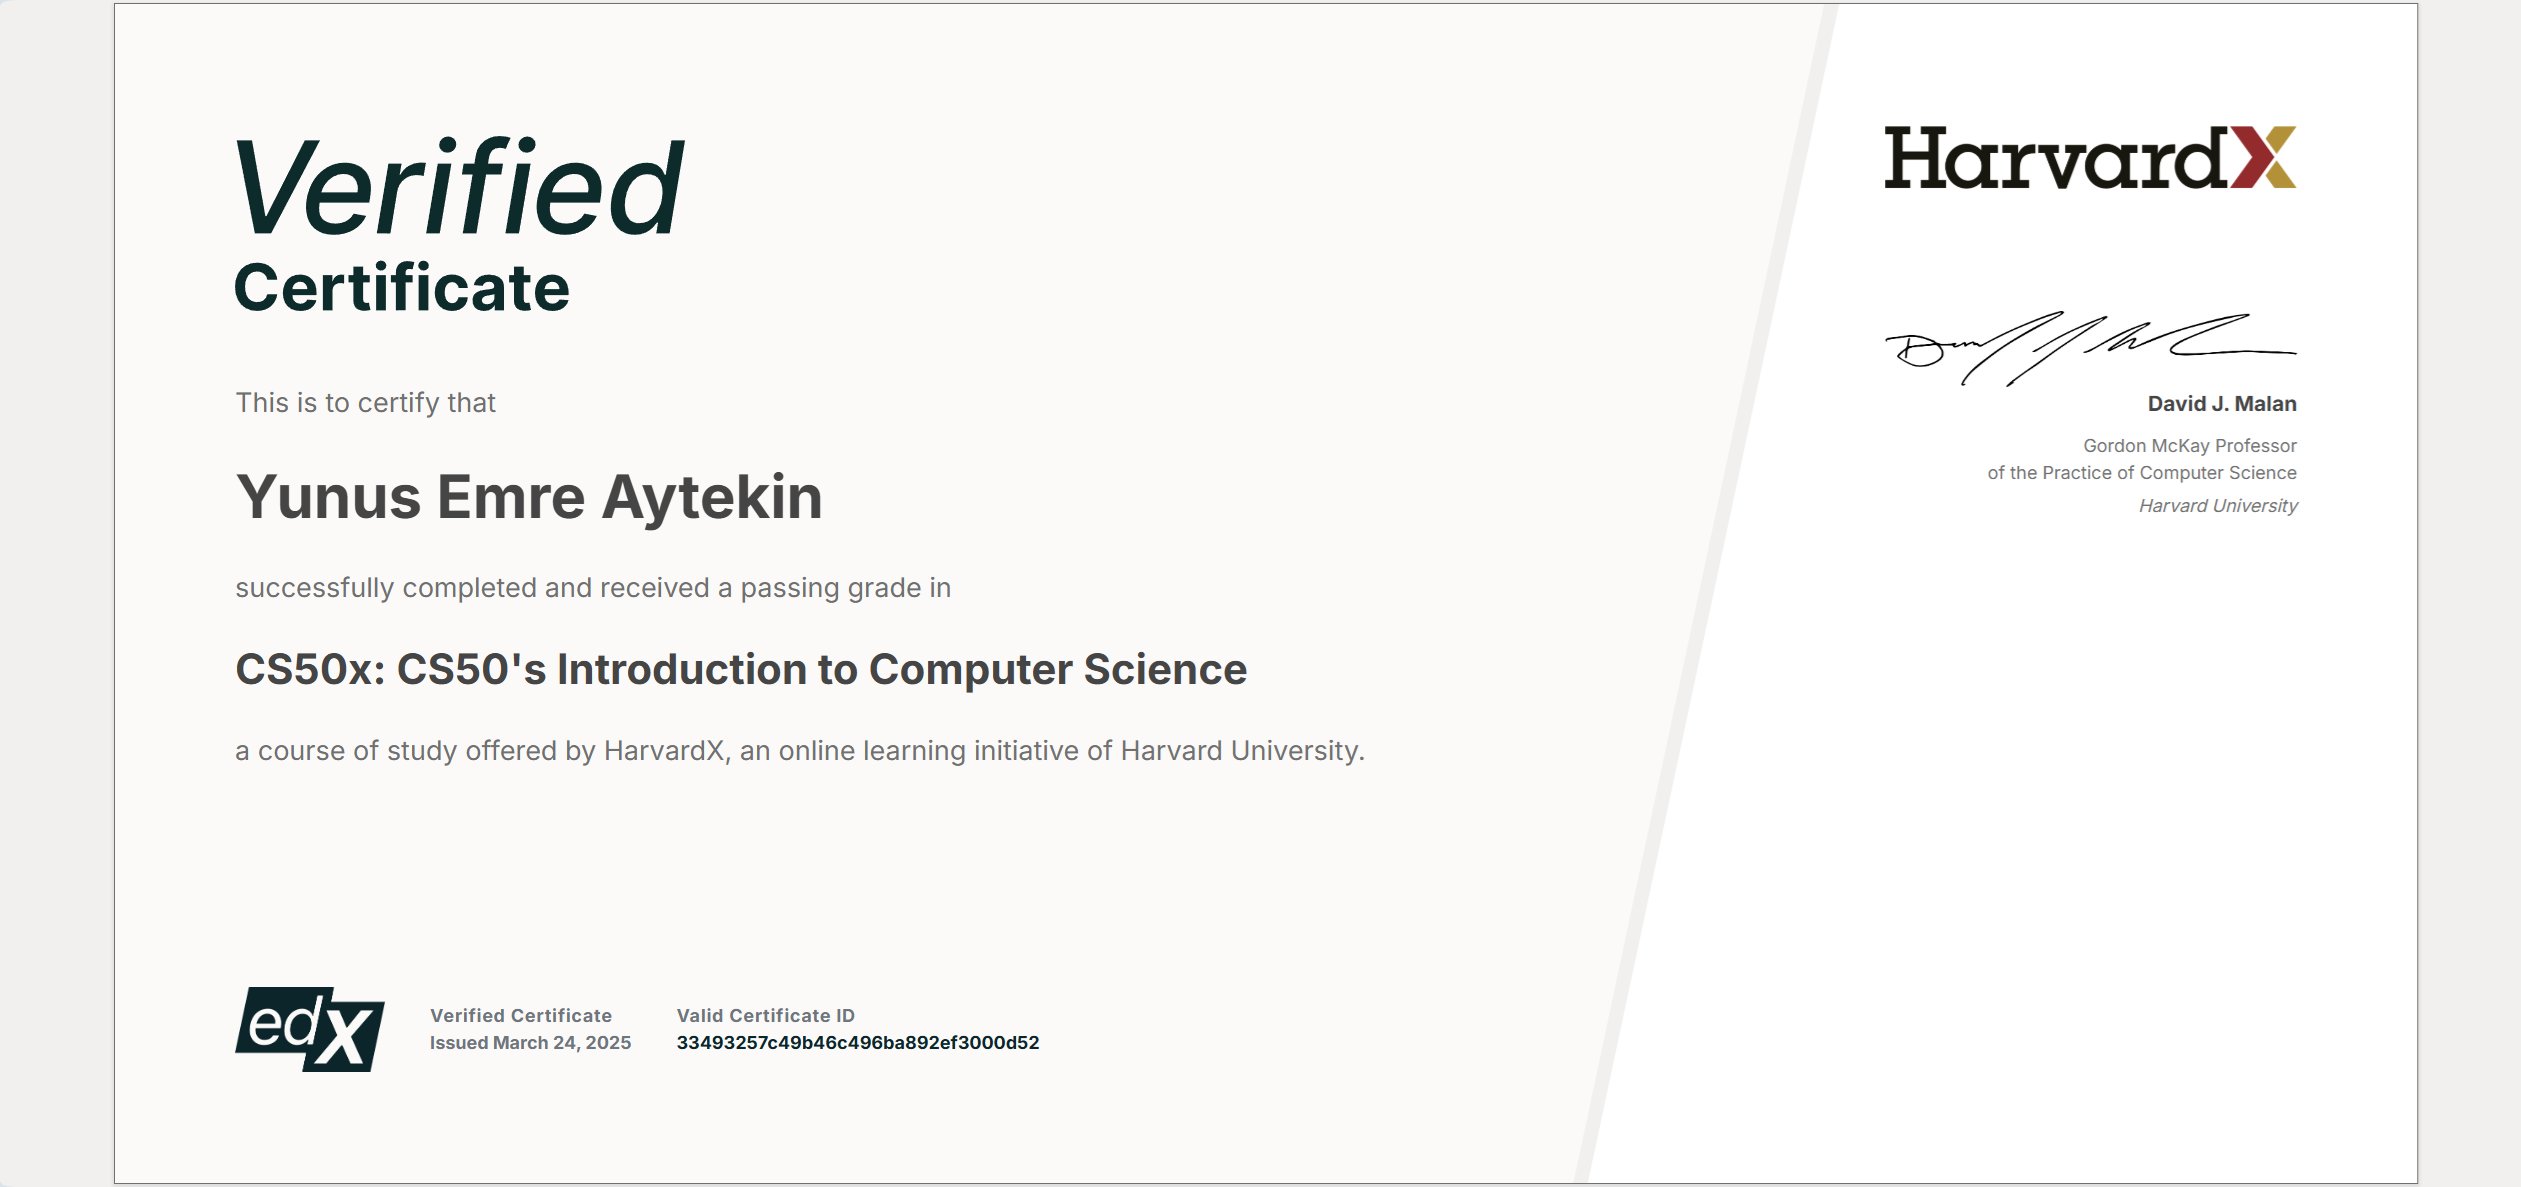 Verified
Certificate
This is to certify that
Yunus Emre Aytekin
successfully completed and received a passing grade in
CS50x: CS50's Introduction to Computer Science
a course of study offered by HarvardX, an online learning initiative of Harvard University.
edX
Verified Certificate
Issued March 24, 2025
Valid Certificate ID
33493257c49b46c496ba892ef3000d52
HarvardX
David J. Malan
Gordon McKay Professor
of the Practice of Computer Science
Harvard University